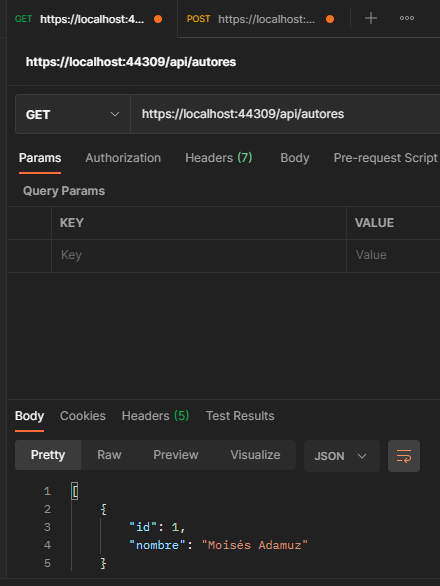 GET https://localhost:4... POST https://localhost:... + ooo
https://localhost:44309/api/autores
GET https://localhost:44309/api/autores
Params Authorization Headers (7) Body Pre-request Script
Query Params
KEY VALUE
Key Value
Body Cookies Headers (5) Test Results
Pretty Raw Preview Visualize JSON
1 [
2 {
3 "id": 1,
4 "nombre": "Moisés Adamuz"
5 }